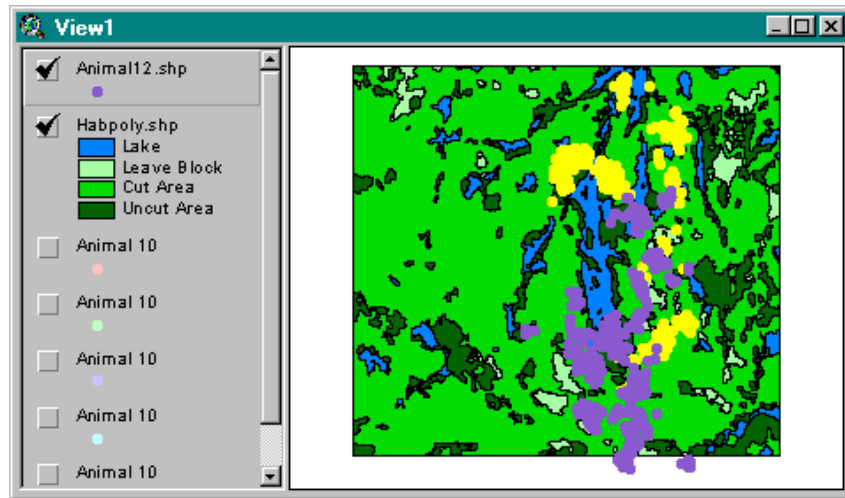 View1
Animal12.shp
Habpoly.shp
Lake
Leave Block
Cut Area
Uncut Area
Animal 10
Animal 10
Animal 10
Animal 10
Animal 10